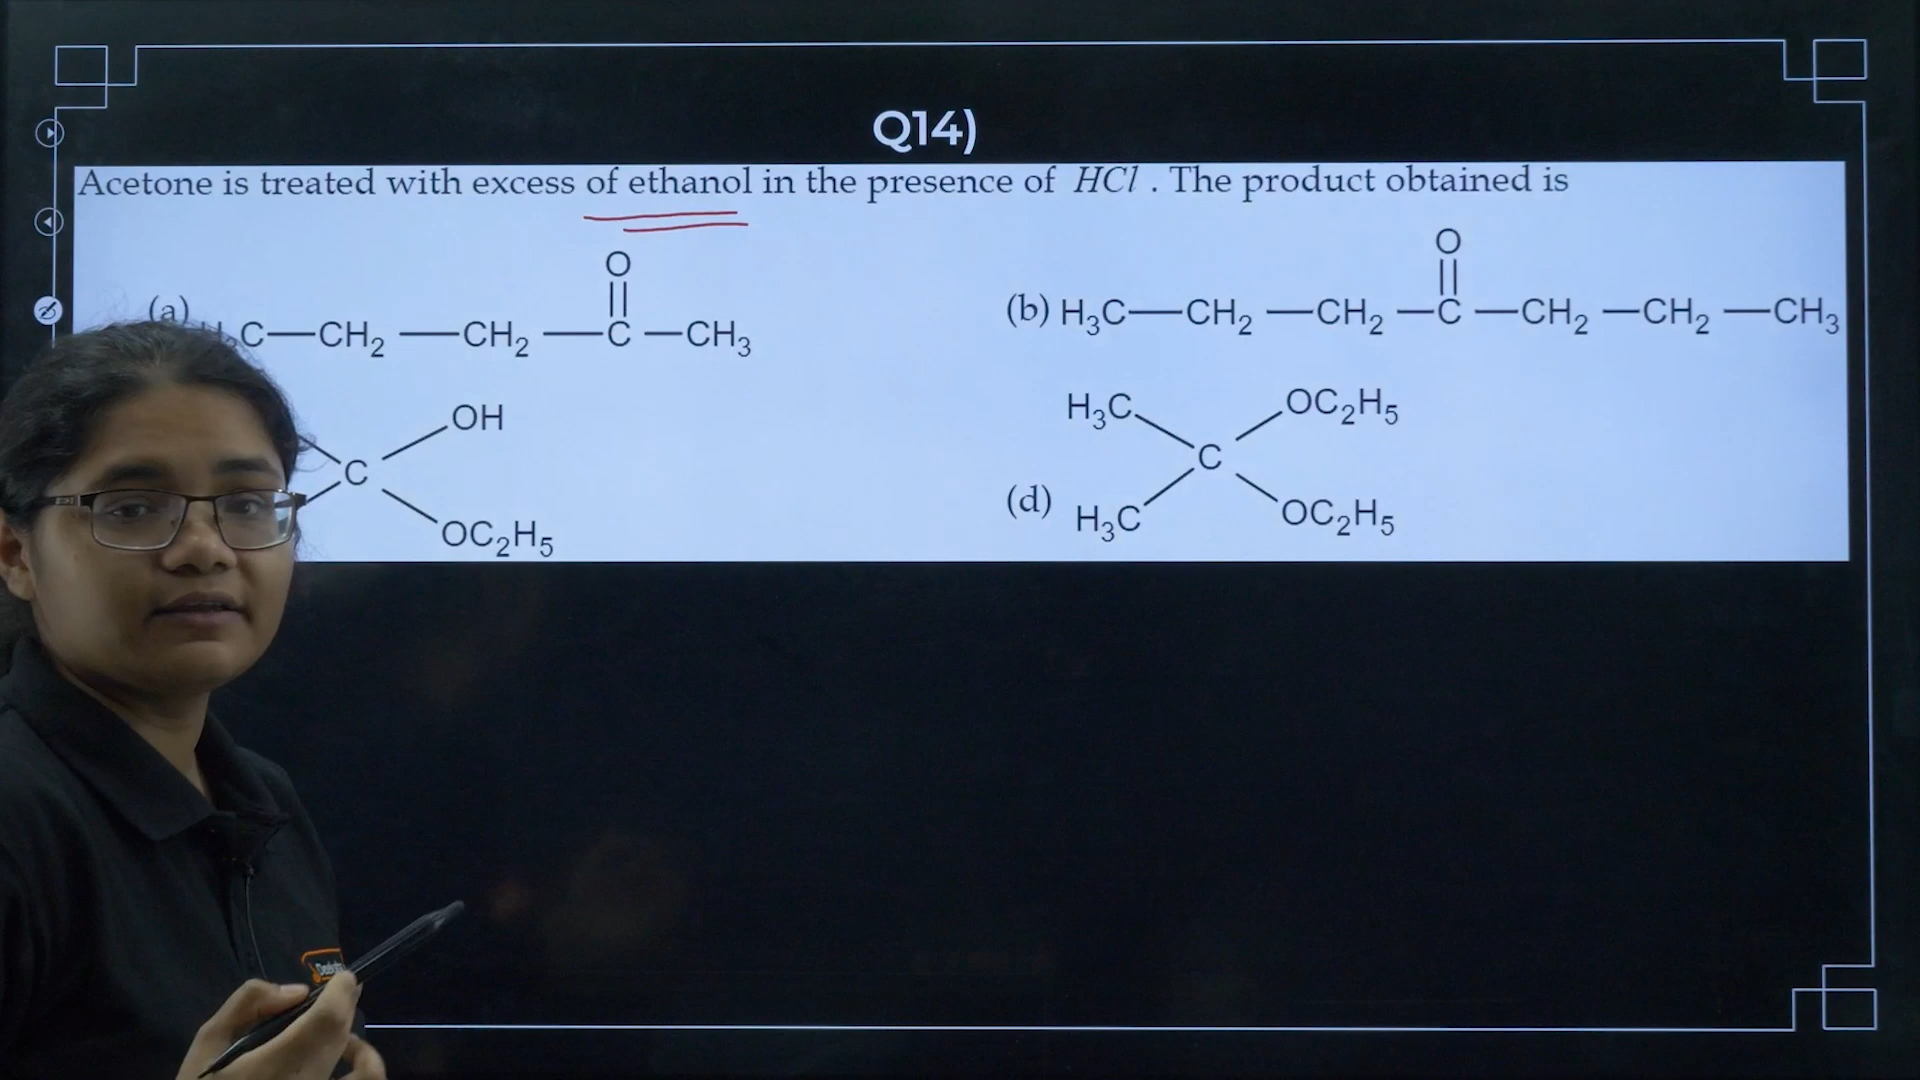 Q14)
Acetone is treated with excess of ethanol in the presence of HCl . The product obtained is
(a)
C—CH₂—CH₂—C—CH₃
O
(b) H₃C—CH₂—CH₂—C—CH₂—CH₂—CH₃
O
C
OH
OC₂H₅
(d)
H₃C
H₃C
C
OC₂H₅
OC₂H₅